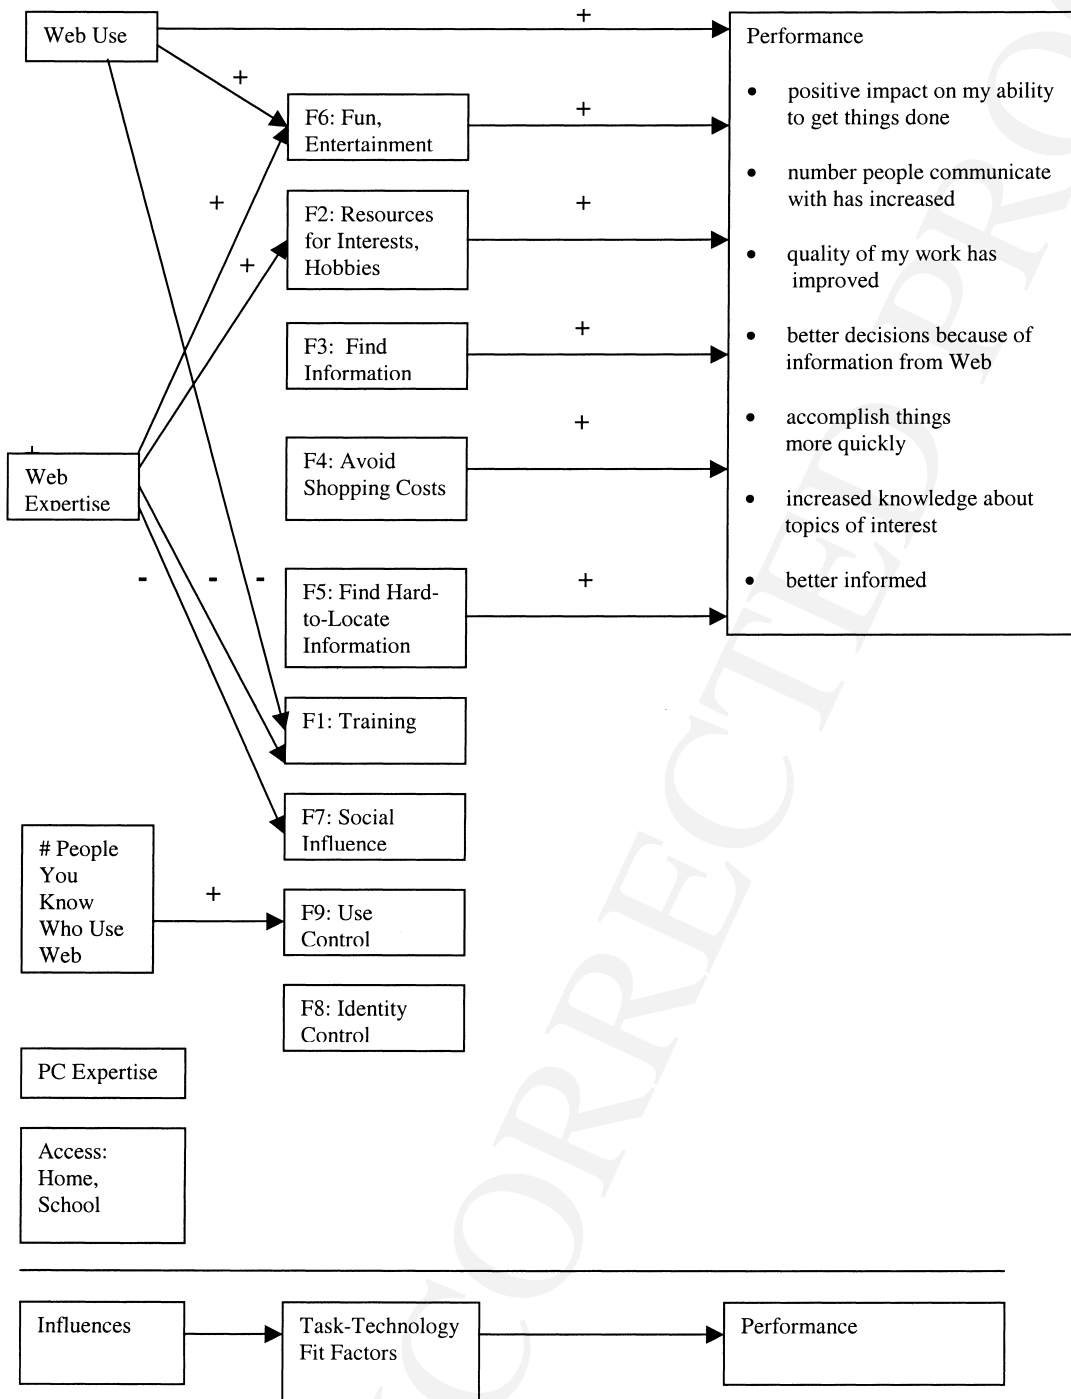 +
Web Use
Performance
+
F6: Fun,
Entertainment
+
• positive impact on my ability
to get things done
• number people communicate
with has increased
+
F2: Resources
for Interests,
Hobbies
+
+
• quality of my work has
improved
F3: Find
Information
+
• better decisions because of
information from Web
+
Web
Expertise
F4: Avoid
Shopping Costs
+
• accomplish things
more quickly
• increased knowledge about
topics of interest
- - -
F5: Find Hard-
to-Locate
Information
+
• better informed
F1: Training
F7: Social
Influence
# People
You
Know
Who Use
Web
+
F9: Use
Control
F8: Identity
Control
PC Expertise
Access:
Home,
School
Influences
Task-Technology
Fit Factors
Performance